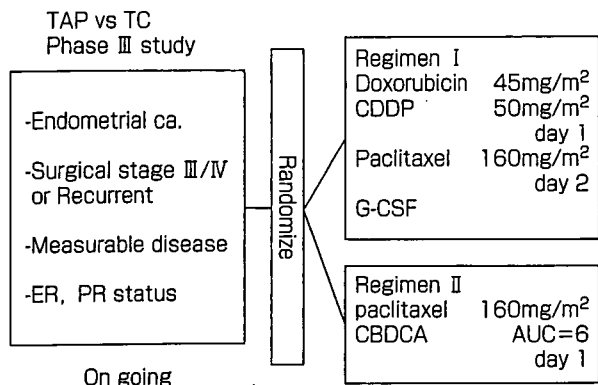 TAP vs TC
Phase Ⅲ study
-Endometrial ca.
-Surgical stage Ⅲ/Ⅳ
or Recurrent
-Measurable disease
-ER, PR status
On going
Randomize
Regimen Ⅰ
Doxorubicin 45mg/m²
CDDP 50mg/m²
day 1
Paclitaxel 160mg/m²
day 2
G-CSF
Regimen Ⅱ
paclitaxel 160mg/m²
CBDCA AUC=6
day 1